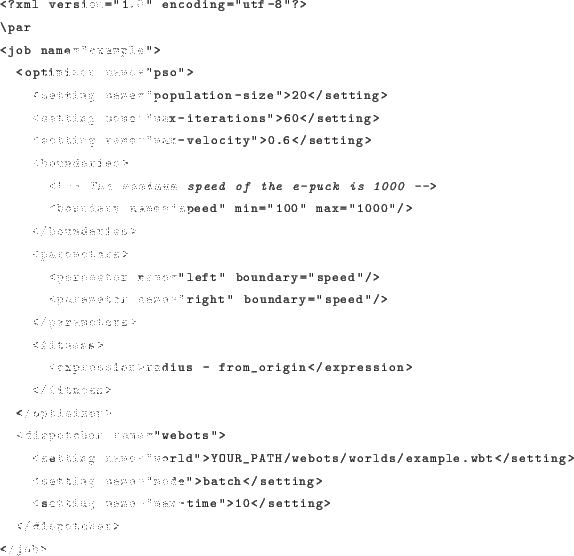 <?xml version="1.0" encoding="utf-8"?>
\par
<job name="example">
<optimizer name="pso">
<setting name="population-size">20</setting>
<setting name="max-iterations">60</setting>
<setting name="max-velocity">0.6</setting>
<boundaries>
<!-- The maximum speed of the e-puck is 1000 -->
<boundary name="speed" min="100" max="1000"/>
</boundaries>
<parameters>
<parameter name="left" boundary="speed"/>
<parameter name="right" boundary="speed"/>
</parameters>
<fitness>
<expression>radius - from_origin</expression>
</fitness>
</optimizer>
<dispatcher name="webots">
<setting name="world">YOUR_PATH/webots/worlds/example.wbt</setting>
<setting name="mode">batch</setting>
<setting name="max-time">10</setting>
</dispatcher>
</job>